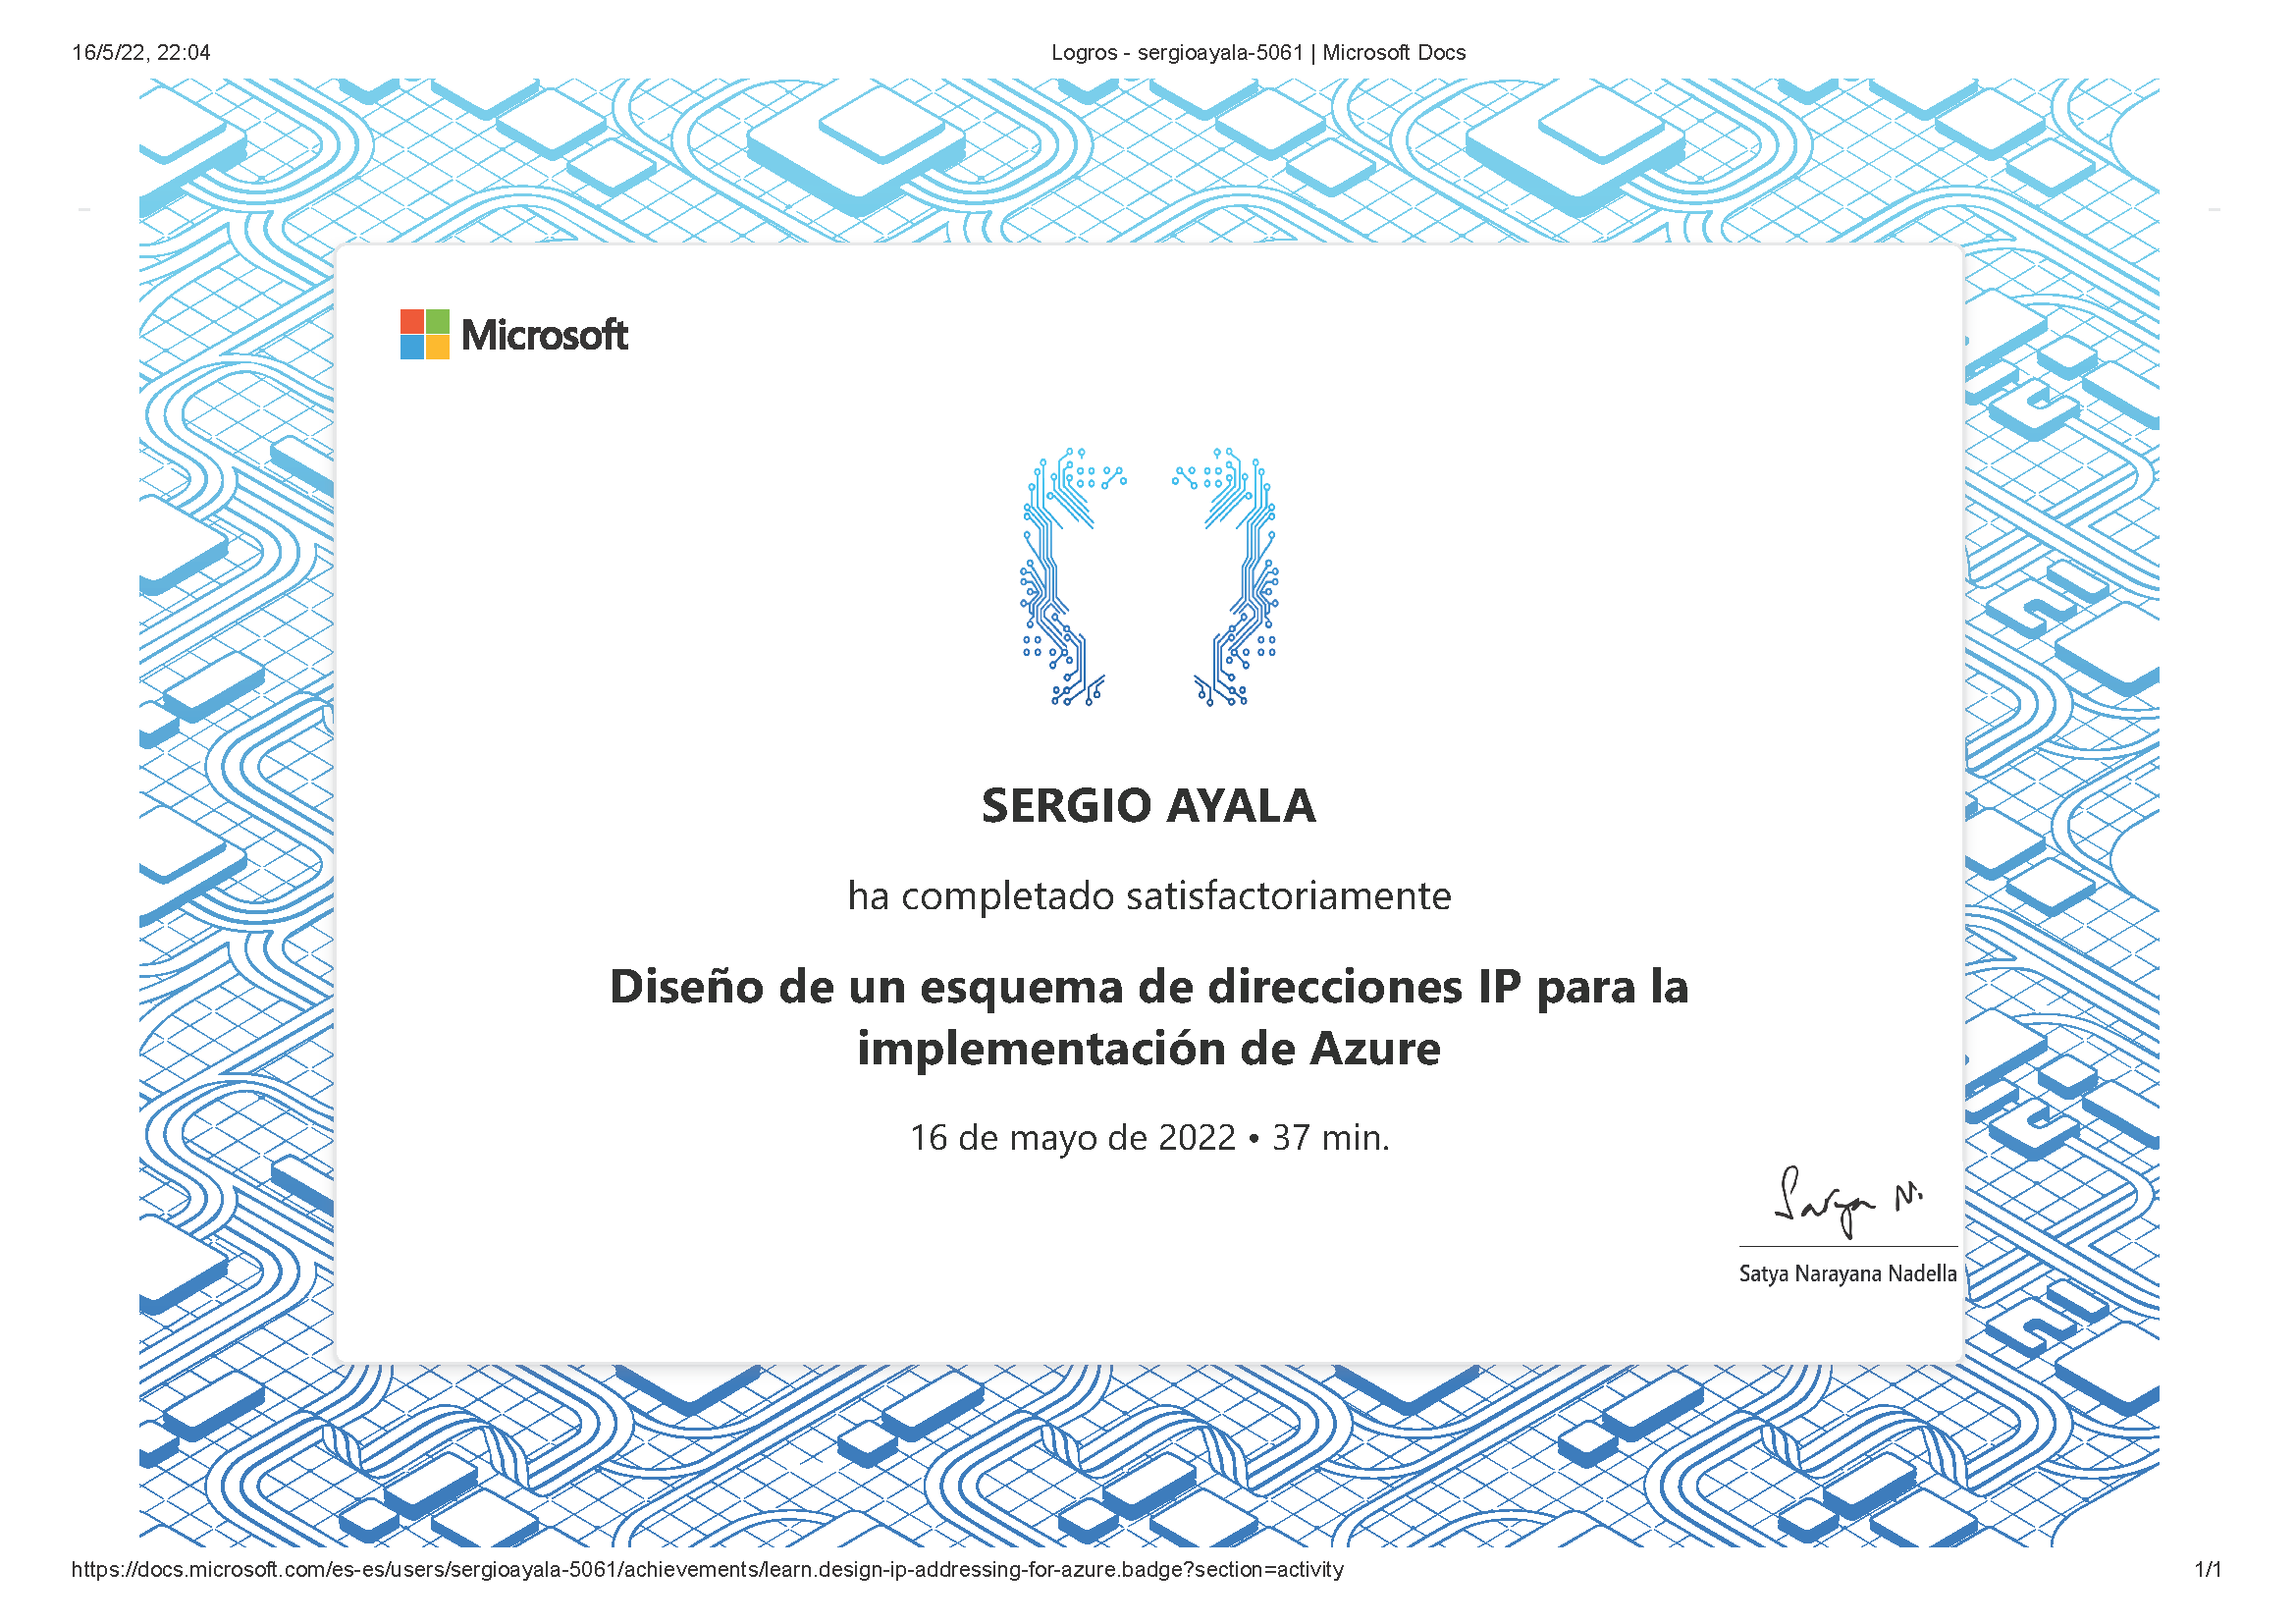 16/5/22, 22:04
Logros - sergioayala-5061 | Microsoft Docs
Microsoft
SERGIO AYALA
ha completado satisfactoriamente
Diseño de un esquema de direcciones IP para la
implementación de Azure
16 de mayo de 2022 • 37 min.
Satya N.
Satya Narayana Nadella
https://docs.microsoft.com/es-es/users/sergioayala-5061/achievements/learn.design-ip-addressing-for-azure.badge?section=activity
1/1